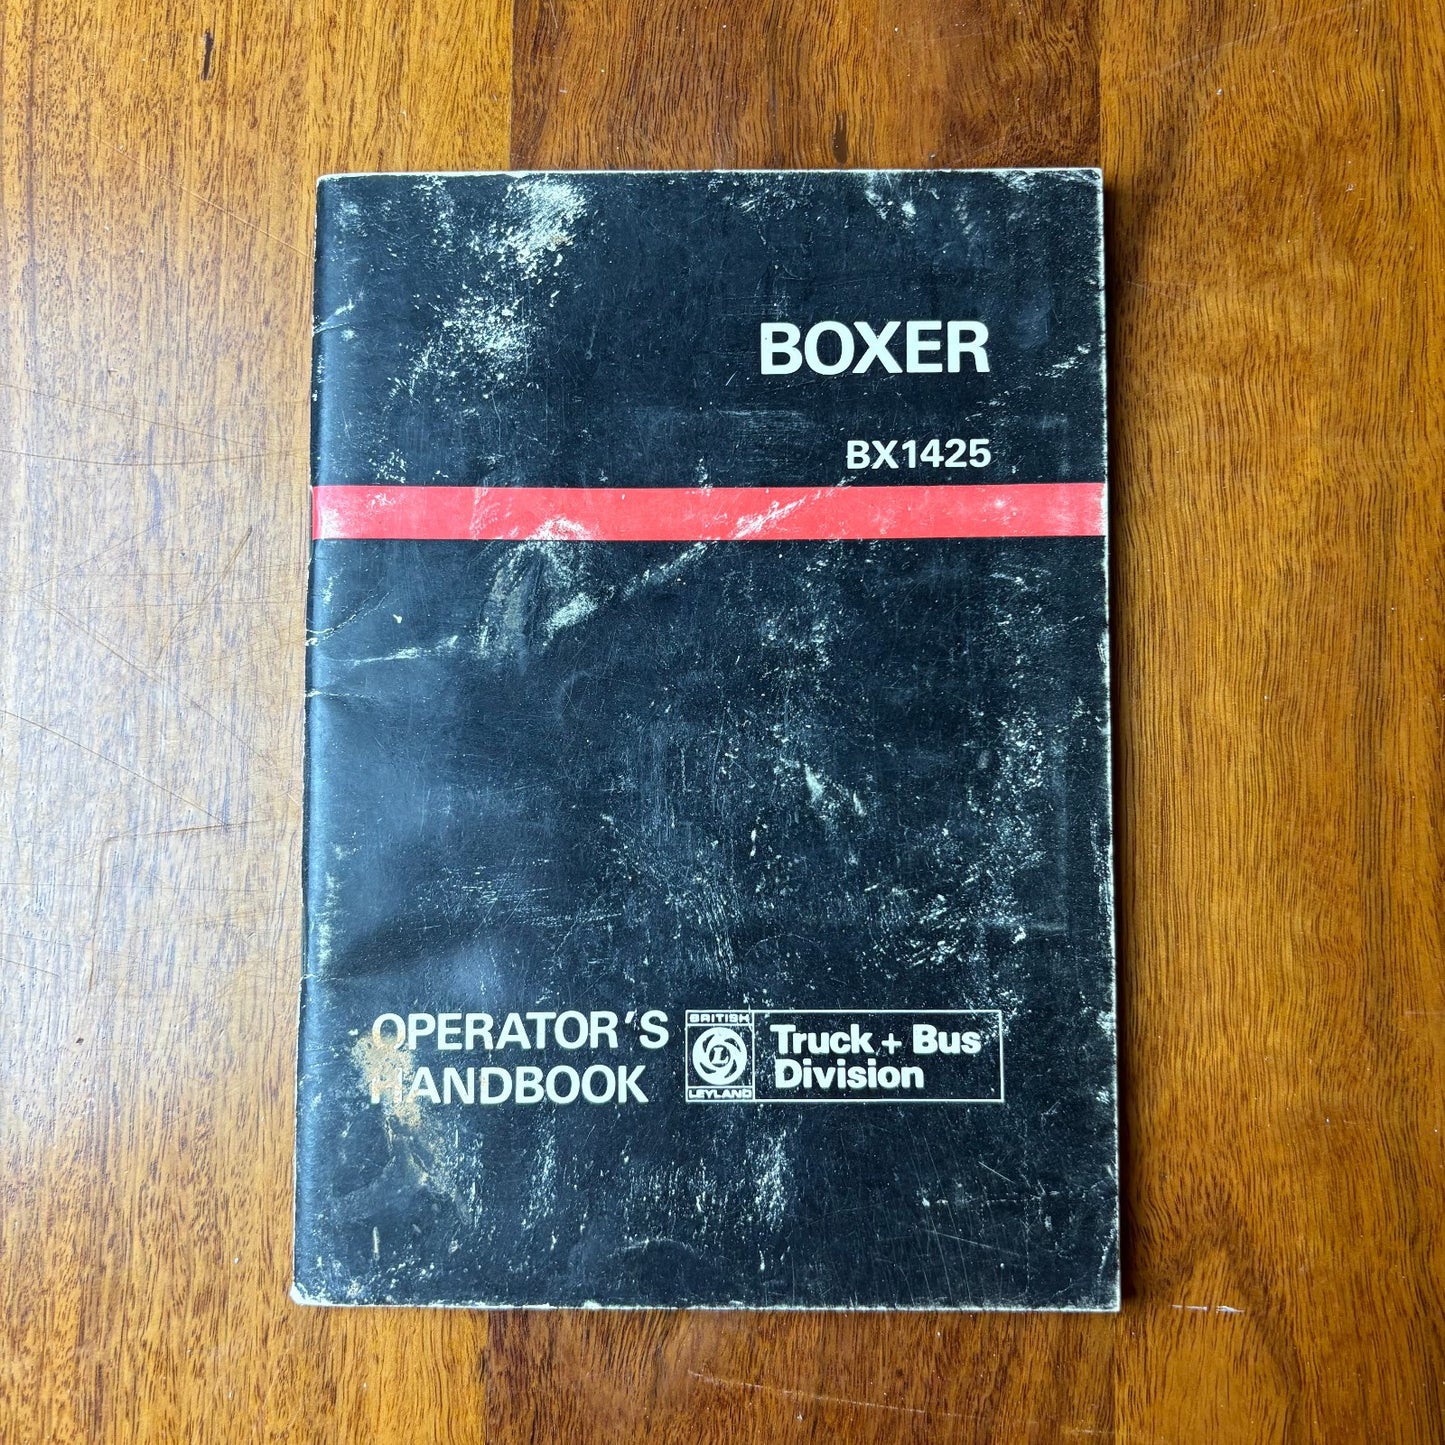 BOXER
BX1425
OPERATOR'S
HANDBOOK
BRITISH
L
LEYLAND
Truck + Bus
Division